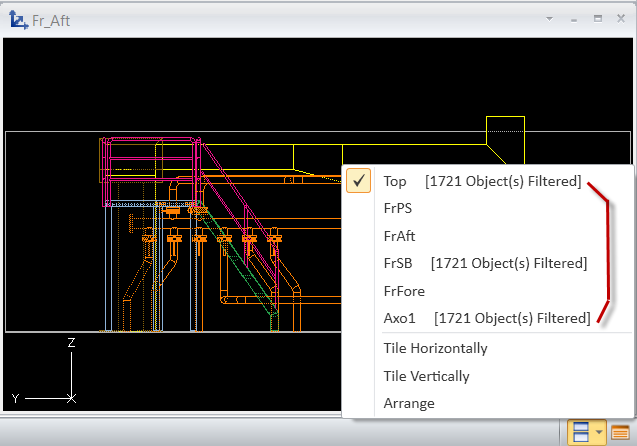 Fr_Aft
Top [1721 Object(s) Filtered]
FrPS
FrAft
FrSB [1721 Object(s) Filtered]
FrFore
Axo1 [1721 Object(s) Filtered]
Tile Horizontally
Tile Vertically
Arrange
Z
Y X